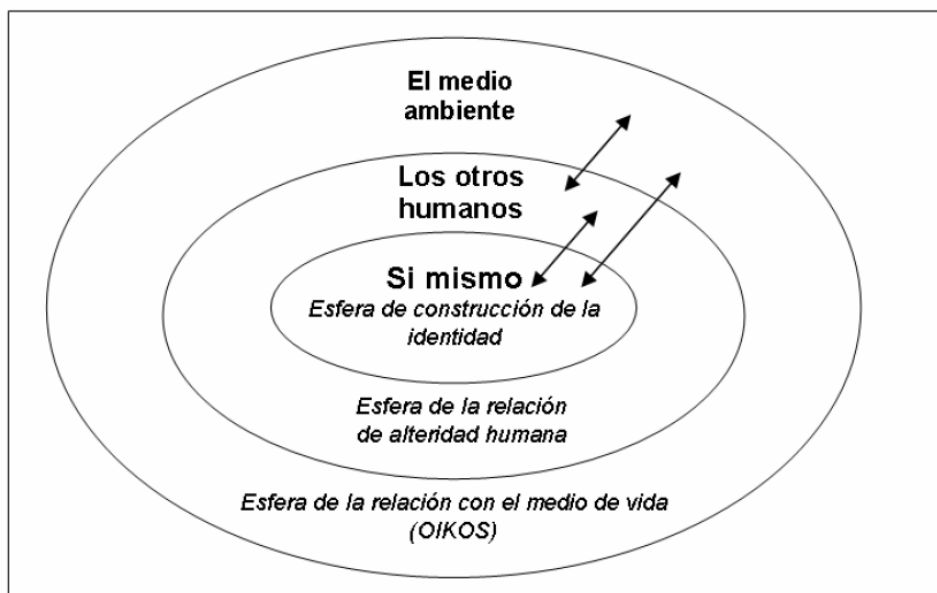 El medio
ambiente
Los otros
humanos
Si mismo
Esfera de construcción de la
identidad
Esfera de la relación
de alteridad humana
Esfera de la relación con el medio de vida
(OIKOS)